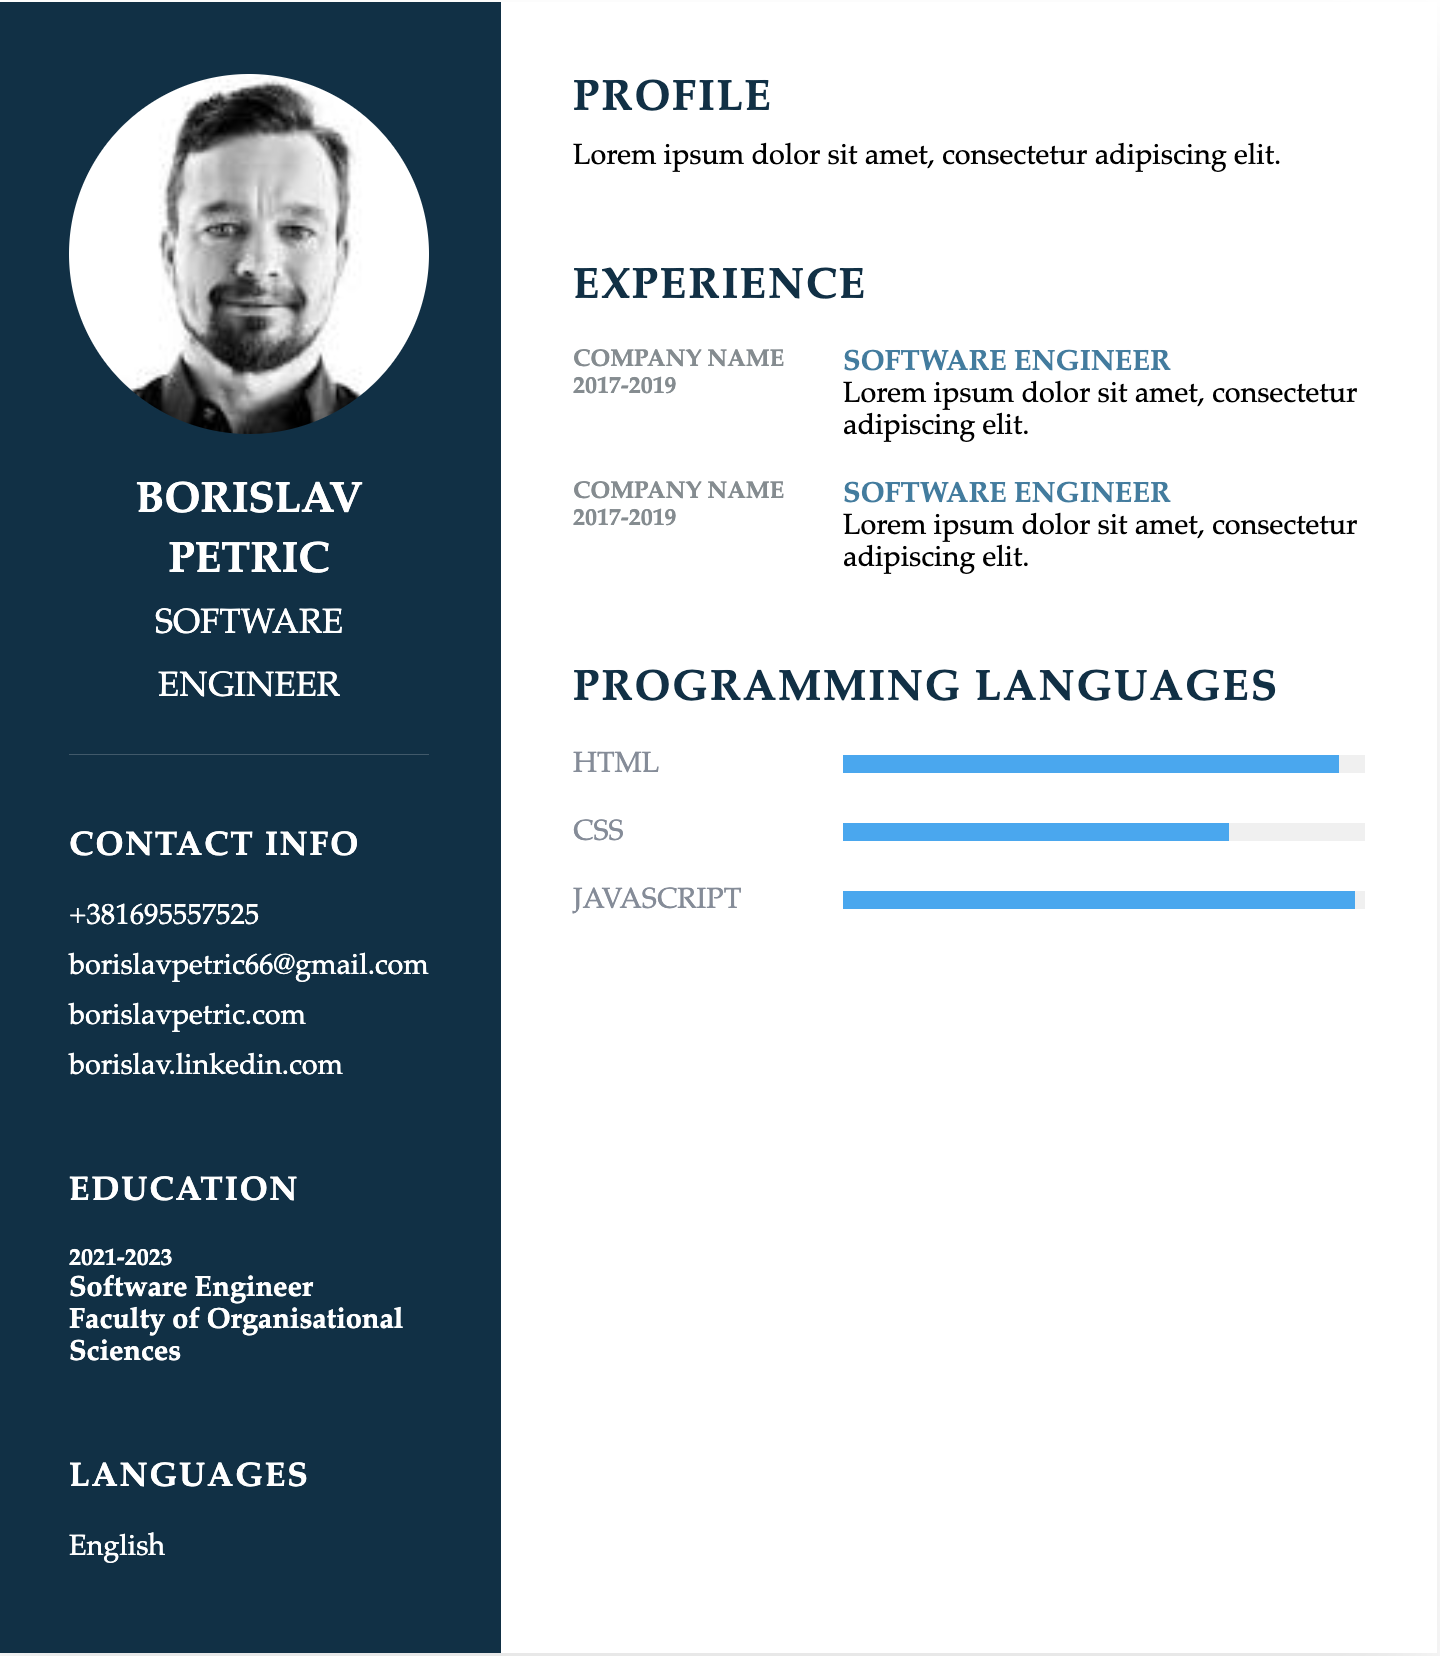 BORISLAV
PETRIC
SOFTWARE
ENGINEER
CONTACT INFO
+381695557525
borislavpetric66@gmail.com
borislavpetric.com
borislav.linkedin.com
EDUCATION
2021-2023
Software Engineer
Faculty of Organisational
Sciences
LANGUAGES
English
PROFILE
Lorem ipsum dolor sit amet, consectetur adipiscing elit.
EXPERIENCE
COMPANY NAME
2017-2019
SOFTWARE ENGINEER
Lorem ipsum dolor sit amet, consectetur
adipiscing elit.
COMPANY NAME
2017-2019
SOFTWARE ENGINEER
Lorem ipsum dolor sit amet, consectetur
adipiscing elit.
PROGRAMMING LANGUAGES
HTML
CSS
JAVASCRIPT